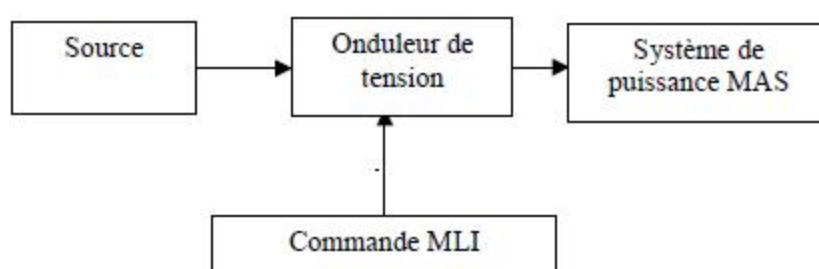 Source
Onduleur de
tension
Système de
puissance MAS
Commande MLI